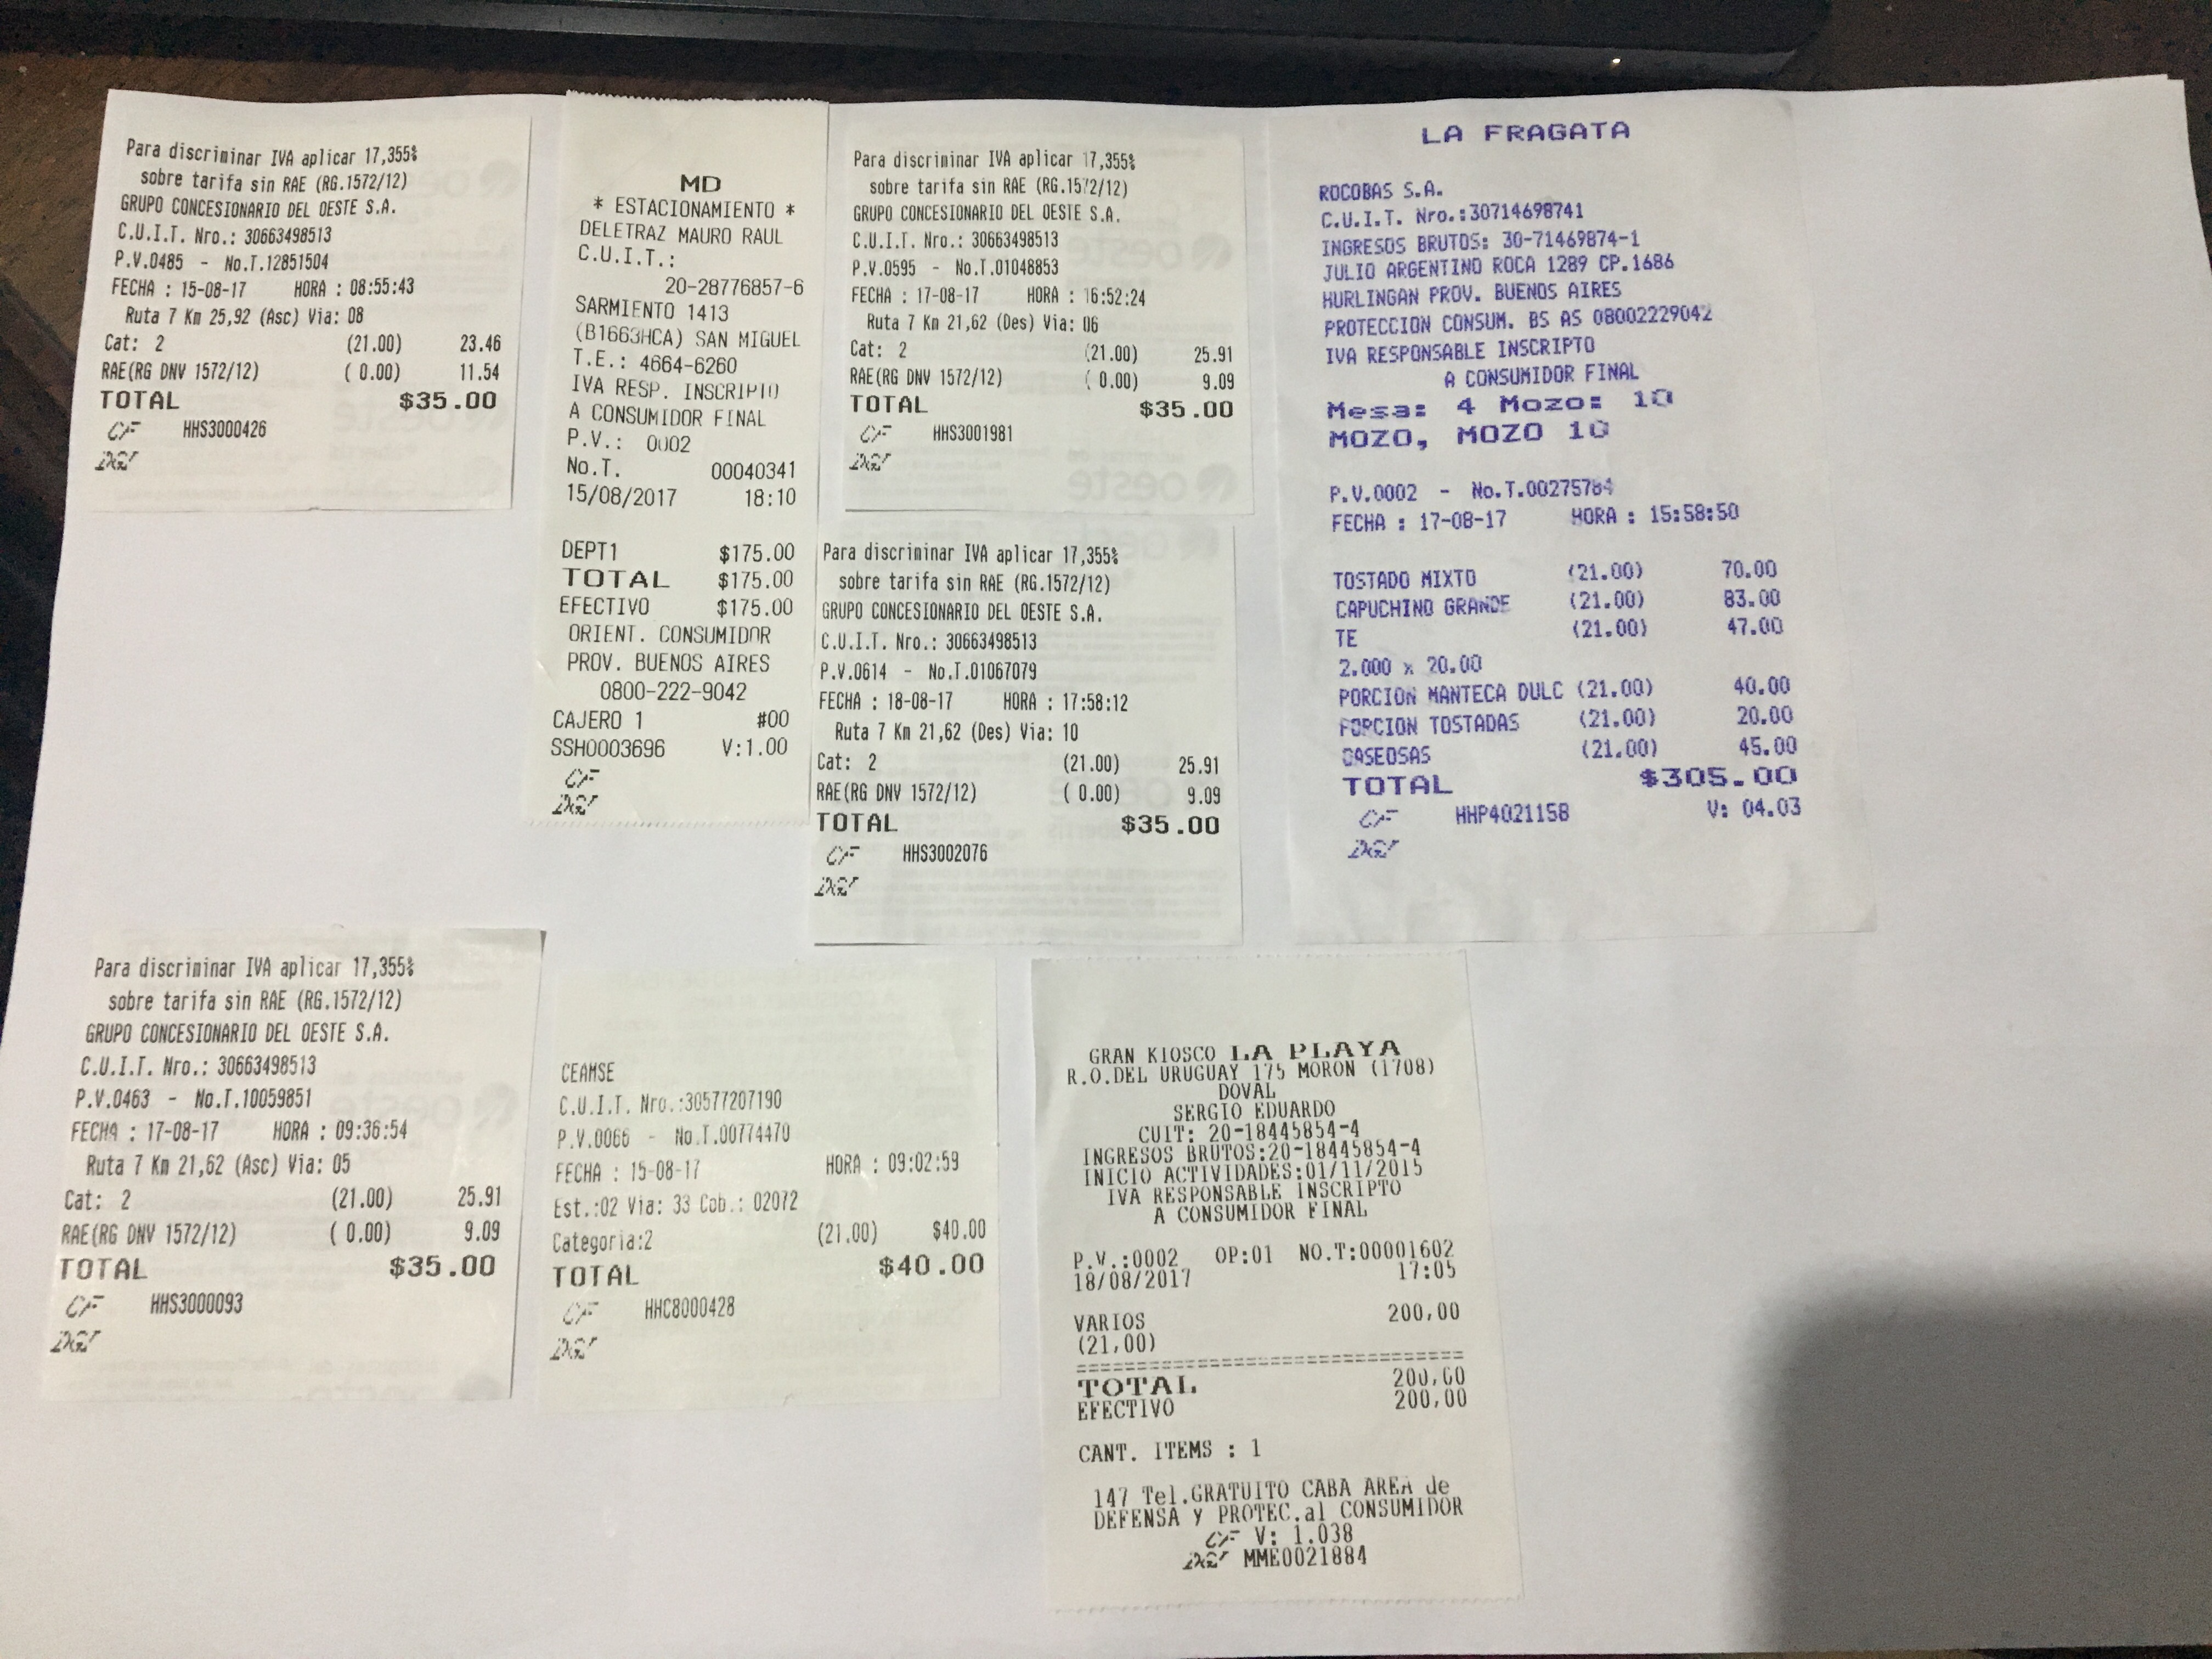 Para discriminar IVA aplicar 17,355%
sobre tarifa sin RAE (RG.1572/12)
GRUPO CONCESIONARIO DEL OESTE S.A.
C.U.I.T. Nro.: 30663498513
P.V.0485 - No.T.12851504
FECHA : 15-08-17 HORA : 08:55:43
Ruta 7 Km 25,92 (Asc) Via: 08
Cat: 2 (21.00) 23.46
RAE(RG DNV 1572/12) ( 0.00) 11.54
TOTAL $35.00
CF HHS3000426
MD
* ESTACIONAMIENTO *
DELETRAZ MAURO RAUL
C.U.I.T.:
20-28776857-6
SARMIENTO 1413
(B1663HCA) SAN MIGUEL
T.E.: 4664-6260
IVA RESP. INSCRIPTO
A CONSUMIDOR FINAL
P.V.: 0002
No.T. 00040341
15/08/2017 18:10
DEPT1 $175.00
TOTAL $175.00
EFECTIVO $175.00
ORIENT. CONSUMIDOR
PROV. BUENOS AIRES
0800-222-9042
CAJERO 1 #00
SSH0003696 V:1.00
CF
Para discriminar IVA aplicar 17,355%
sobre tarifa sin RAE (RG.1572/12)
GRUPO CONCESIONARIO DEL OESTE S.A.
C.U.I.T. Nro.: 30663498513
P.V.0595 - No.T.01048853
FECHA : 17-08-17 HORA : 16:52:24
Ruta 7 Km 21,62 (Des) Via: 06
Cat: 2 (21.00) 25.91
RAE(RG DNV 1572/12) ( 0.00) 9.09
TOTAL $35.00
CF HHS3001981
Para discriminar IVA aplicar 17,355%
sobre tarifa sin RAE (RG.1572/12)
GRUPO CONCESIONARIO DEL OESTE S.A.
C.U.I.T. Nro.: 30663498513
P.V.0614 - No.T.01067079
FECHA : 18-08-17 HORA : 17:58:12
Ruta 7 Km 21,62 (Des) Via: 10
Cat: 2 (21.00) 25.91
RAE(RG DNV 1572/12) ( 0.00) 9.09
TOTAL $35.00
CF HHS3002076
LA FRAGATA
ROCOBAS S.A.
C.U.I.T. Nro.:30714698741
INGRESOS BRUTOS: 30-71469874-1
JULIO ARGENTINO ROCA 1289 CP.1686
HURLINGAN PROV. BUENOS AIRES
PROTECCION CONSUM. BS AS 08002229042
IVA RESPONSABLE INSCRIPTO
A CONSUMIDOR FINAL
Mesa: 4 Mozo: 10
MOZO, MOZO 10
P.V.0002 - No.T.00275784
FECHA : 17-08-17 HORA : 15:58:50
TOSTADO MIXTO (21.00) 70.00
CAPUCHINO GRANDE (21.00) 83.00
TE (21.00) 47.00
2.000 x 20.00
PORCION MANTECA DULC (21.00) 40.00
PORCION TOSTADAS (21.00) 20.00
GASEOSAS (21.00) 45.00
TOTAL $305.00
CF HHP4021158 V: 04.03
Para discriminar IVA aplicar 17,355%
sobre tarifa sin RAE (RG.1572/12)
GRUPO CONCESIONARIO DEL OESTE S.A.
C.U.I.T. Nro.: 30663498513
P.V.0463 - No.T.10059851
FECHA : 17-08-17 HORA : 09:36:54
Ruta 7 Km 21,62 (Asc) Via: 05
Cat: 2 (21.00) 25.91
RAE(RG DNV 1572/12) ( 0.00) 9.09
TOTAL $35.00
CF HHS3000093
CEAMSE
C.U.I.T. Nro.:30577207190
P.V.0066 - No.T.00774470
FECHA : 15-08-17 HORA : 09:02:59
Est.:02 Via: 33 Cob.: 02072
Categoria:2 (21.00) $40.00
TOTAL $40.00
CF HHC8000428
GRAN KIOSCO LA PLAYA
R.O.DEL URUGUAY 175 MORON (1708)
SERGIO EDUARDO
DOVAL
CUIT: 20-18445854-4
INGRESOS BRUTOS:20-18445854-4
INICIO ACTIVIDADES:01/11/2015
IVA RESPONSABLE INSCRIPTO
A CONSUMIDOR FINAL
P.V.:0002 OP:01 NO.T:00001602
18/08/2017 17:05
VARIOS
(21,00) 200,00
TOTAL 200,00
EFECTIVO 200,00
CANT. ITEMS : 1
147 Tel.GRATUITO CABA AREA de
DEFENSA y PROTEC.al CONSUMIDOR
CF V: 1.038
MME0021884